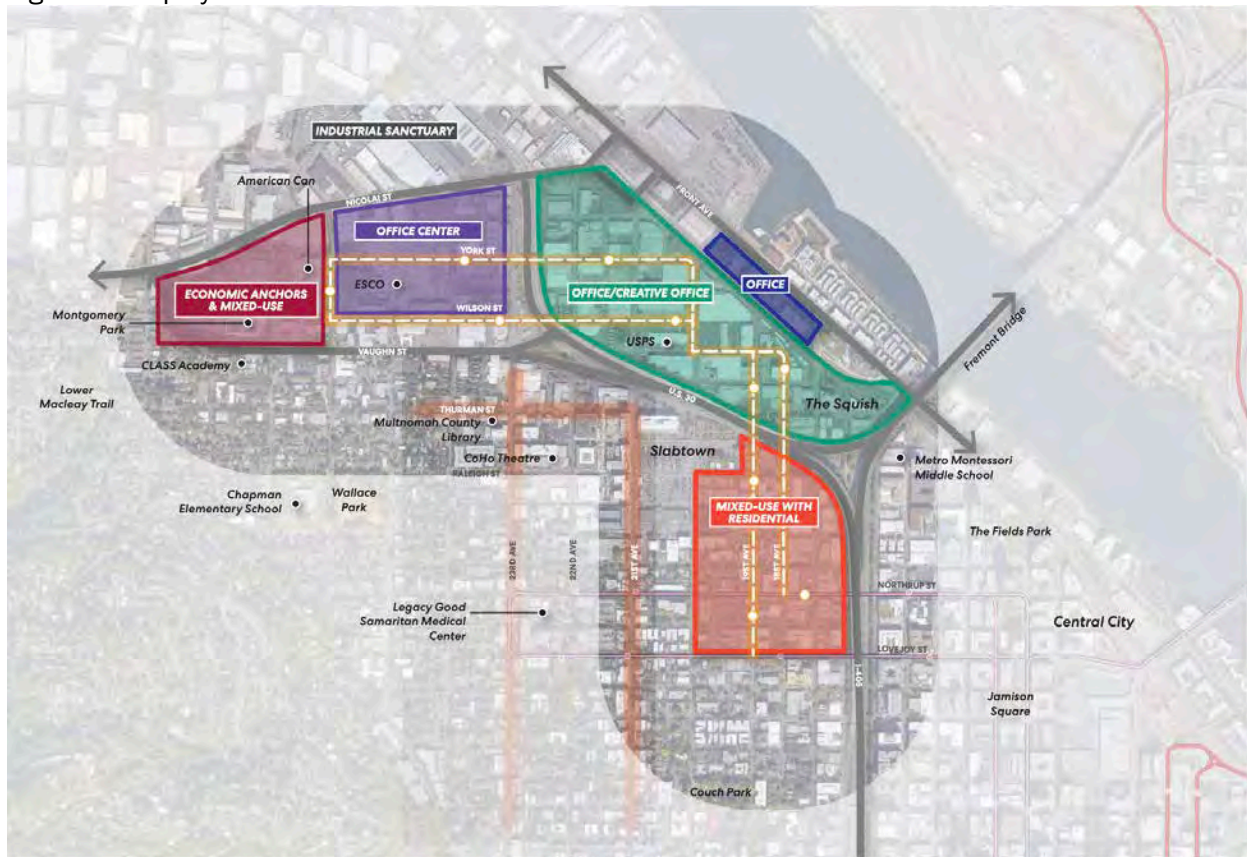 INDUSTRIAL SANCTUARY
American Can
NICOLAI ST
FRONT AVE
OFFICE CENTER
YORK ST
ECONOMIC ANCHORS
& MIXED-USE
ESCO
OFFICE/CREATIVE OFFICE
OFFICE
WILSON ST
Montgomery
Park
USPS
Fremont Bridge
VAUGHN ST
CLASS Academy
Lower
Macleay Trail
U.S. 30
The Squish
THURMAN ST
Multnomah County
Library
CoHo Theatre
Slabtown
RALEIGH ST
Metro Montessori
Middle School
Chapman
Elementary School
Wallace
Park
MIXED-USE WITH
RESIDENTIAL
The Fields Park
23RD AVE
22ND AVE
21ST AVE
19ST AVE
18ST AVE
NORTHRUP ST
Legacy Good
Samaritan Medical
Center
Central City
LOVEJOY ST
I-405
Jamison
Square
Couch Park